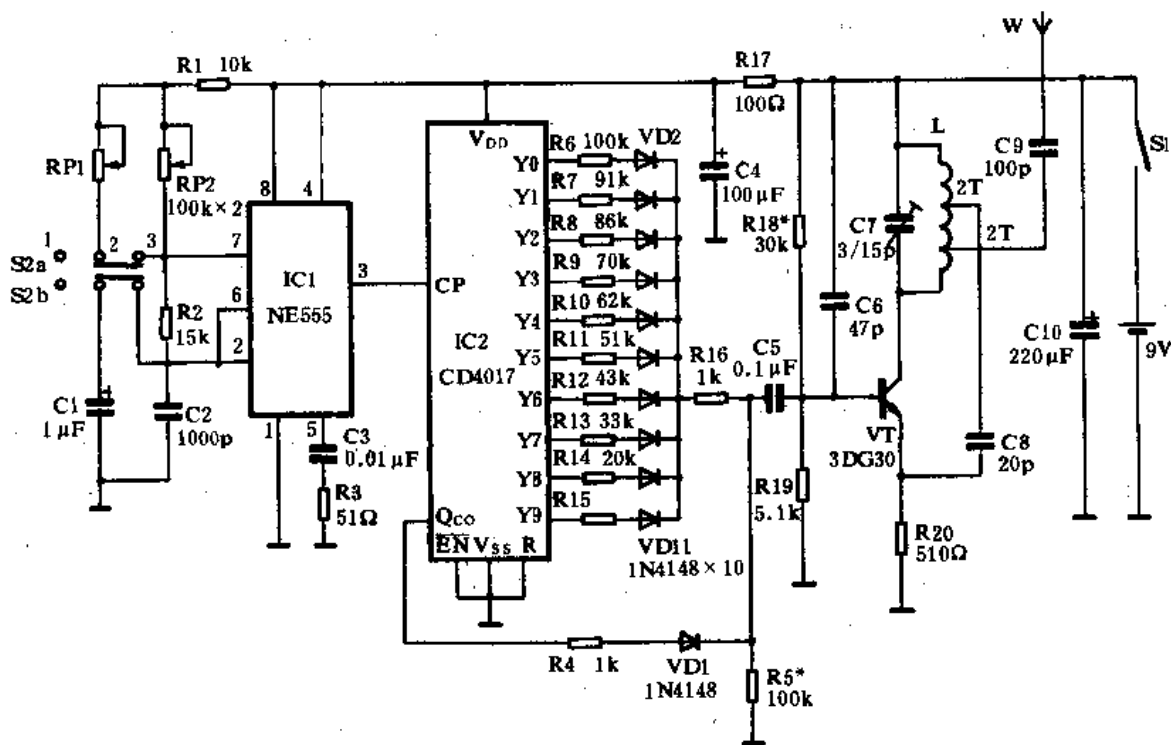 W
R1 10k
R17
100Ω
RP1
RP2
100k×2
8
4
1
2
3
7
S2a
S2b
6
2
IC1
NE555
3
R2
15k
C1
1μF
C2
1000p
1
5
C3
0.01μF
R3
51Ω
VDD
CP
IC2
CD4017
QCO
EN VSS R
Y0
Y1
Y2
Y3
Y4
Y5
Y6
Y7
Y8
Y9
R6 100k
R7 91k
R8 86k
R9 70k
R10 62k
R11 51k
R12 43k
R13 33k
R14 20k
R15
VD2
VD11
1N4148×10
C4
100μF
R16
1k
C5
0.1μF
R4 1k
VD1
1N4148
R5*
100k
R18*
30k
R19
5.1k
C6
47p
C7
3/15p
L
2T
2T
C9
100p
VT
3DG30
C8
20p
R20
510Ω
C10
220μF
S1
9V